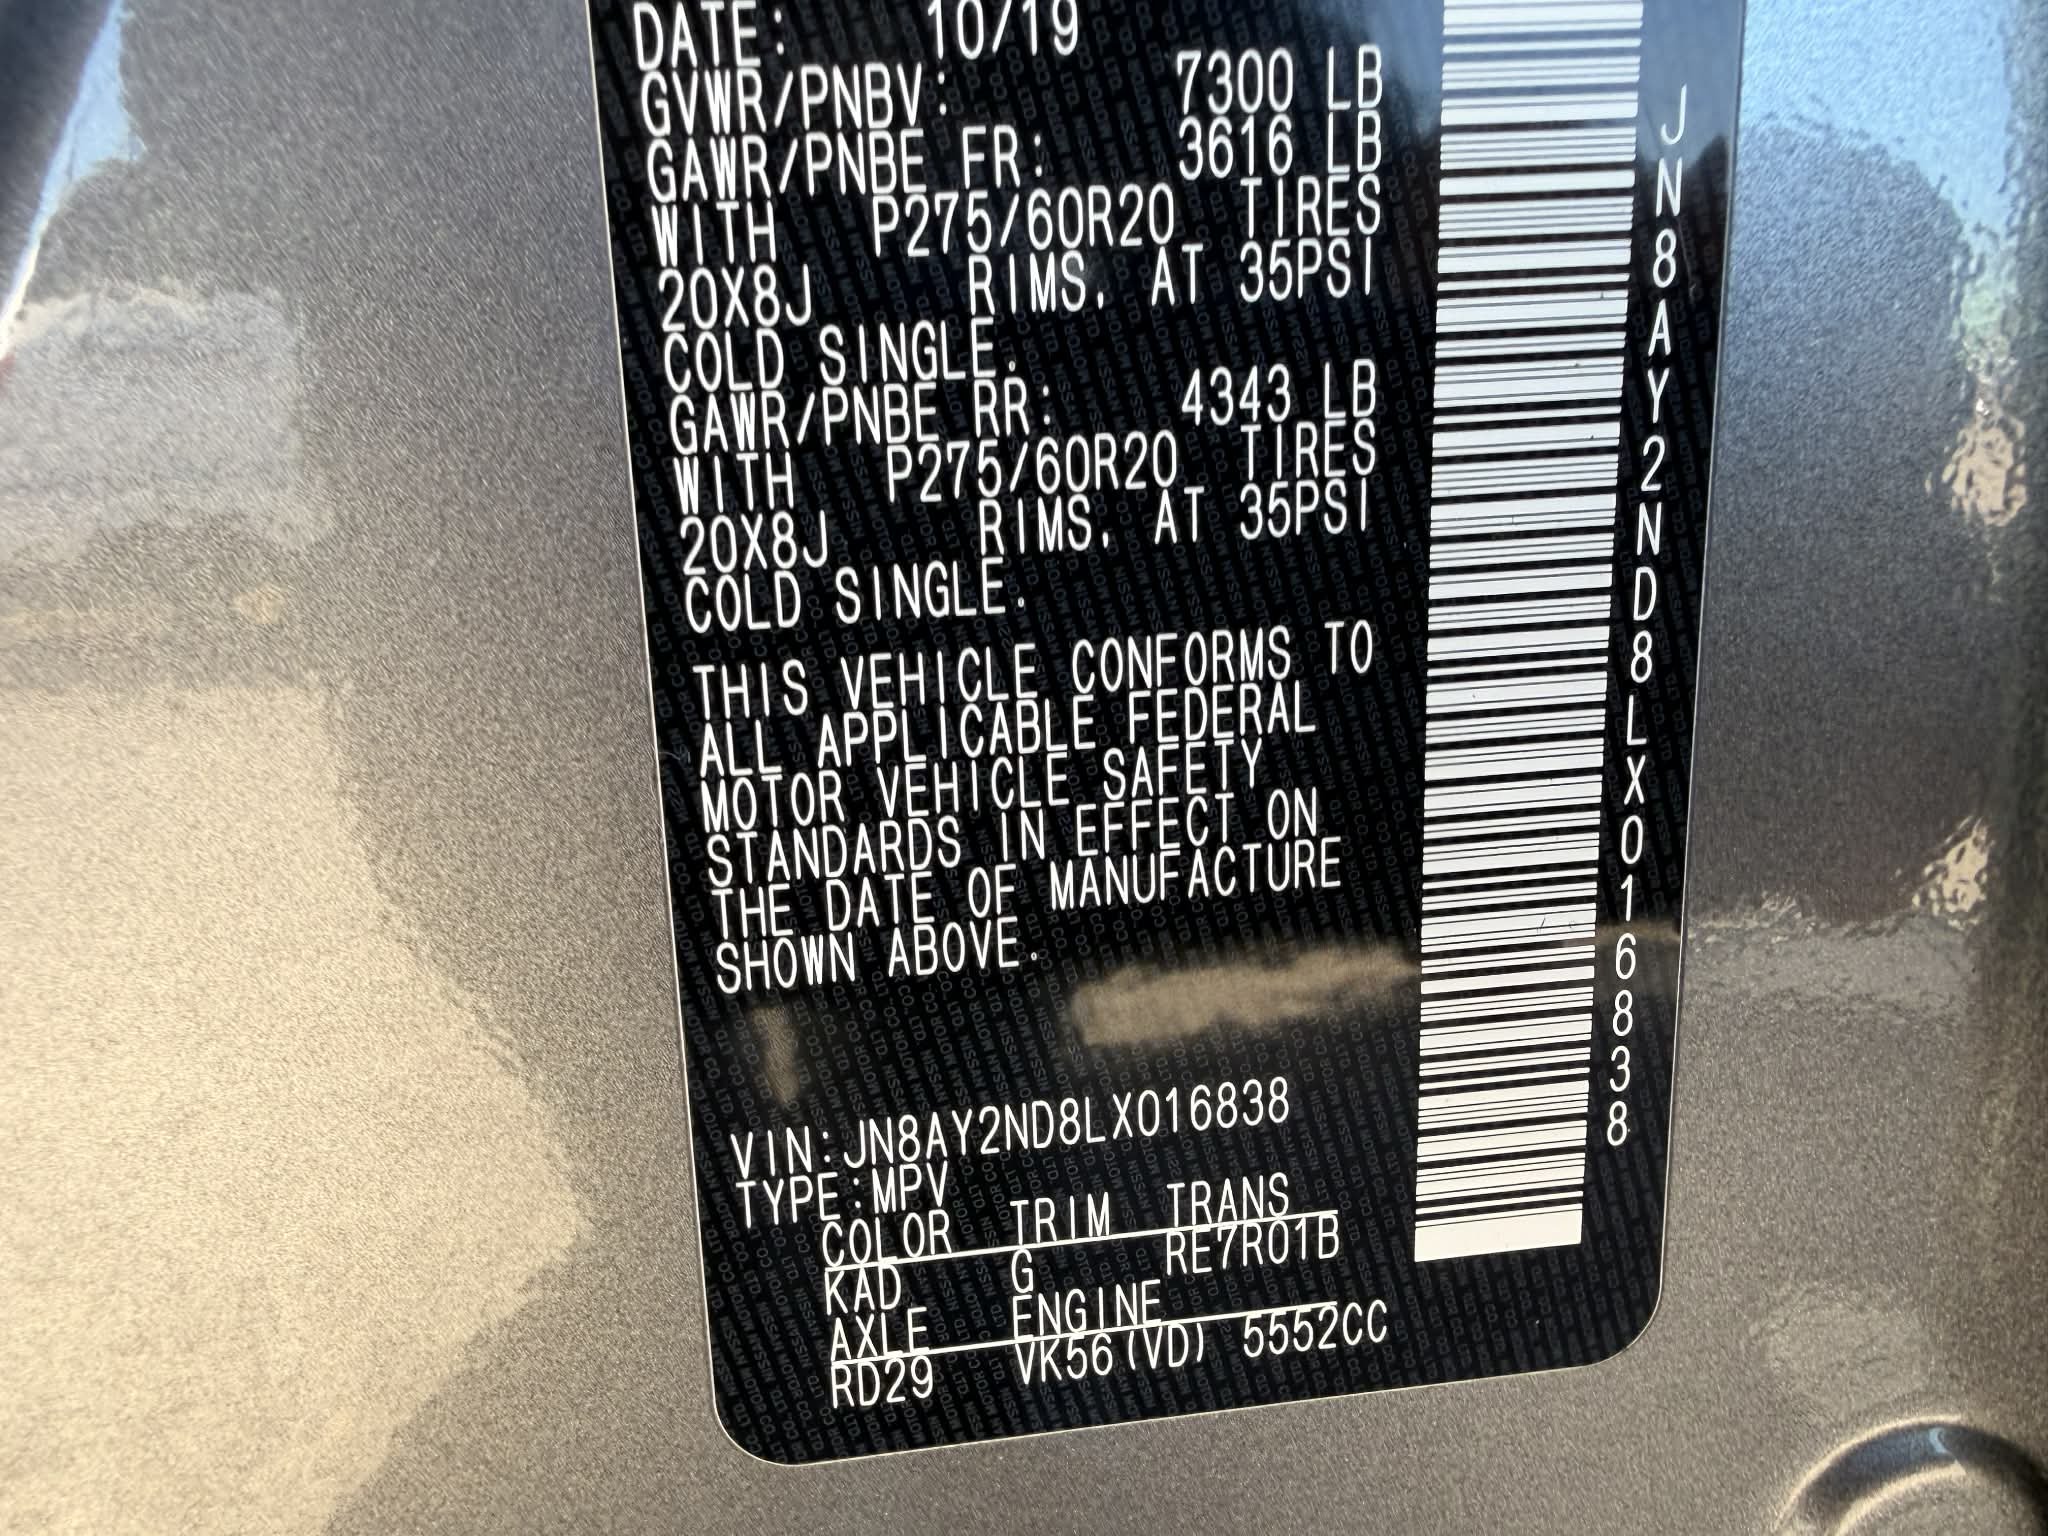 DATE: 10/19
GVWR/PNBV: 7300 LB
GAWR/PNBE FR: 3616 LB
WITH P275/60R20 TIRES
20X8J RIMS, AT 35PSI
COLD SINGLE.
GAWR/PNBE RR: 4343 LB
WITH P275/60R20 TIRES
20X8J RIMS, AT 35PSI
COLD SINGLE.
THIS VEHICLE CONFORMS TO
ALL APPLICABLE FEDERAL
MOTOR VEHICLE SAFETY
STANDARDS IN EFFECT ON
THE DATE OF MANUFACTURE
SHOWN ABOVE.
VIN:JN8AY2ND8LX016838
TYPE:MPV
COLOR TRIM TRANS
KAD G RE7R01B
AXLE ENGINE
RD29 VK56(VD) 5552CC
JN8AY2ND8LX016838